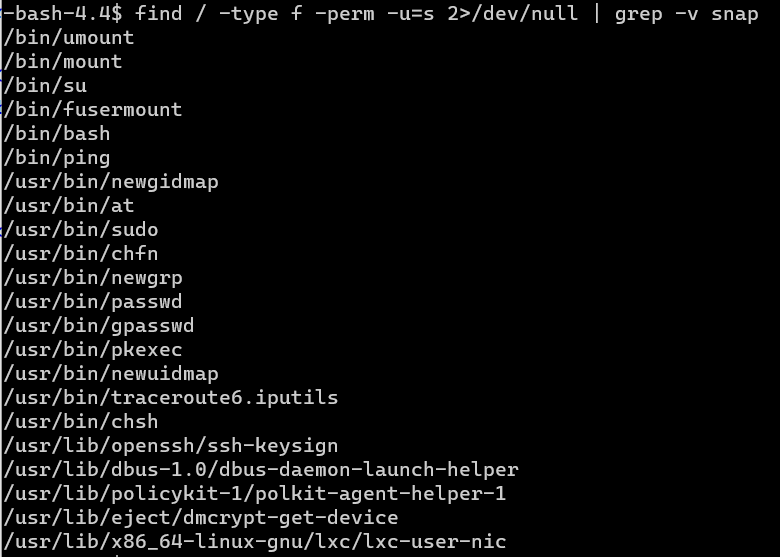 -bash-4.4$ find / -type f -perm -u=s 2>/dev/null | grep -v snap
/bin/umount
/bin/mount
/bin/su
/bin/fusermount
/bin/bash
/bin/ping
/usr/bin/newgidmap
/usr/bin/at
/usr/bin/sudo
/usr/bin/chfn
/usr/bin/newgrp
/usr/bin/passwd
/usr/bin/gpasswd
/usr/bin/pkexec
/usr/bin/newuidmap
/usr/bin/traceroute6.iputils
/usr/bin/chsh
/usr/lib/openssh/ssh-keysign
/usr/lib/dbus-1.0/dbus-daemon-launch-helper
/usr/lib/policykit-1/polkit-agent-helper-1
/usr/lib/eject/dmcrypt-get-device
/usr/lib/x86_64-linux-gnu/lxc/lxc-user-nic